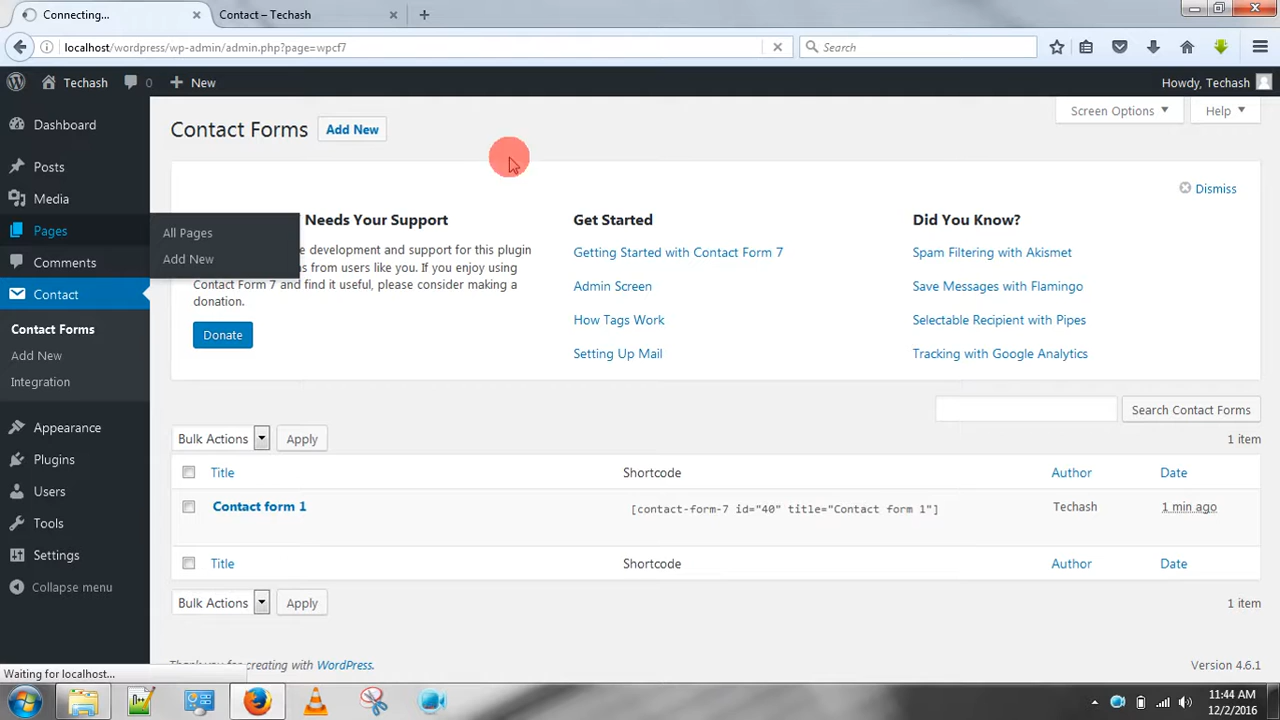 Connecting...
Contact – Techash
localhost/wordpress/wp-admin/admin.php?page=wpcf7
Search
Techash
0
New
Howdy, Techash
Dashboard
Posts
Media
Pages
All Pages
Add New
Comments
Contact
Contact Forms
Add New
Integration
Appearance
Plugins
Users
Tools
Settings
Collapse menu
Contact Forms
Add New
Screen Options
Help
Dismiss
Needs Your Support
e development and support for this plugin
s from users like you. If you enjoy using
Contact Form 7 and find it useful, please consider making a
donation.
Donate
Get Started
Getting Started with Contact Form 7
Admin Screen
How Tags Work
Setting Up Mail
Did You Know?
Spam Filtering with Akismet
Save Messages with Flamingo
Selectable Recipient with Pipes
Tracking with Google Analytics
Search Contact Forms
Bulk Actions
Apply
1 item
Title
Shortcode
Author
Date
Contact form 1
[contact-form-7 id="40" title="Contact form 1"]
Techash
1 min ago
Title
Shortcode
Author
Date
Bulk Actions
Apply
1 item
Thank you for creating with WordPress.
Version 4.6.1
Waiting for localhost...
11:44 AM
12/2/2016